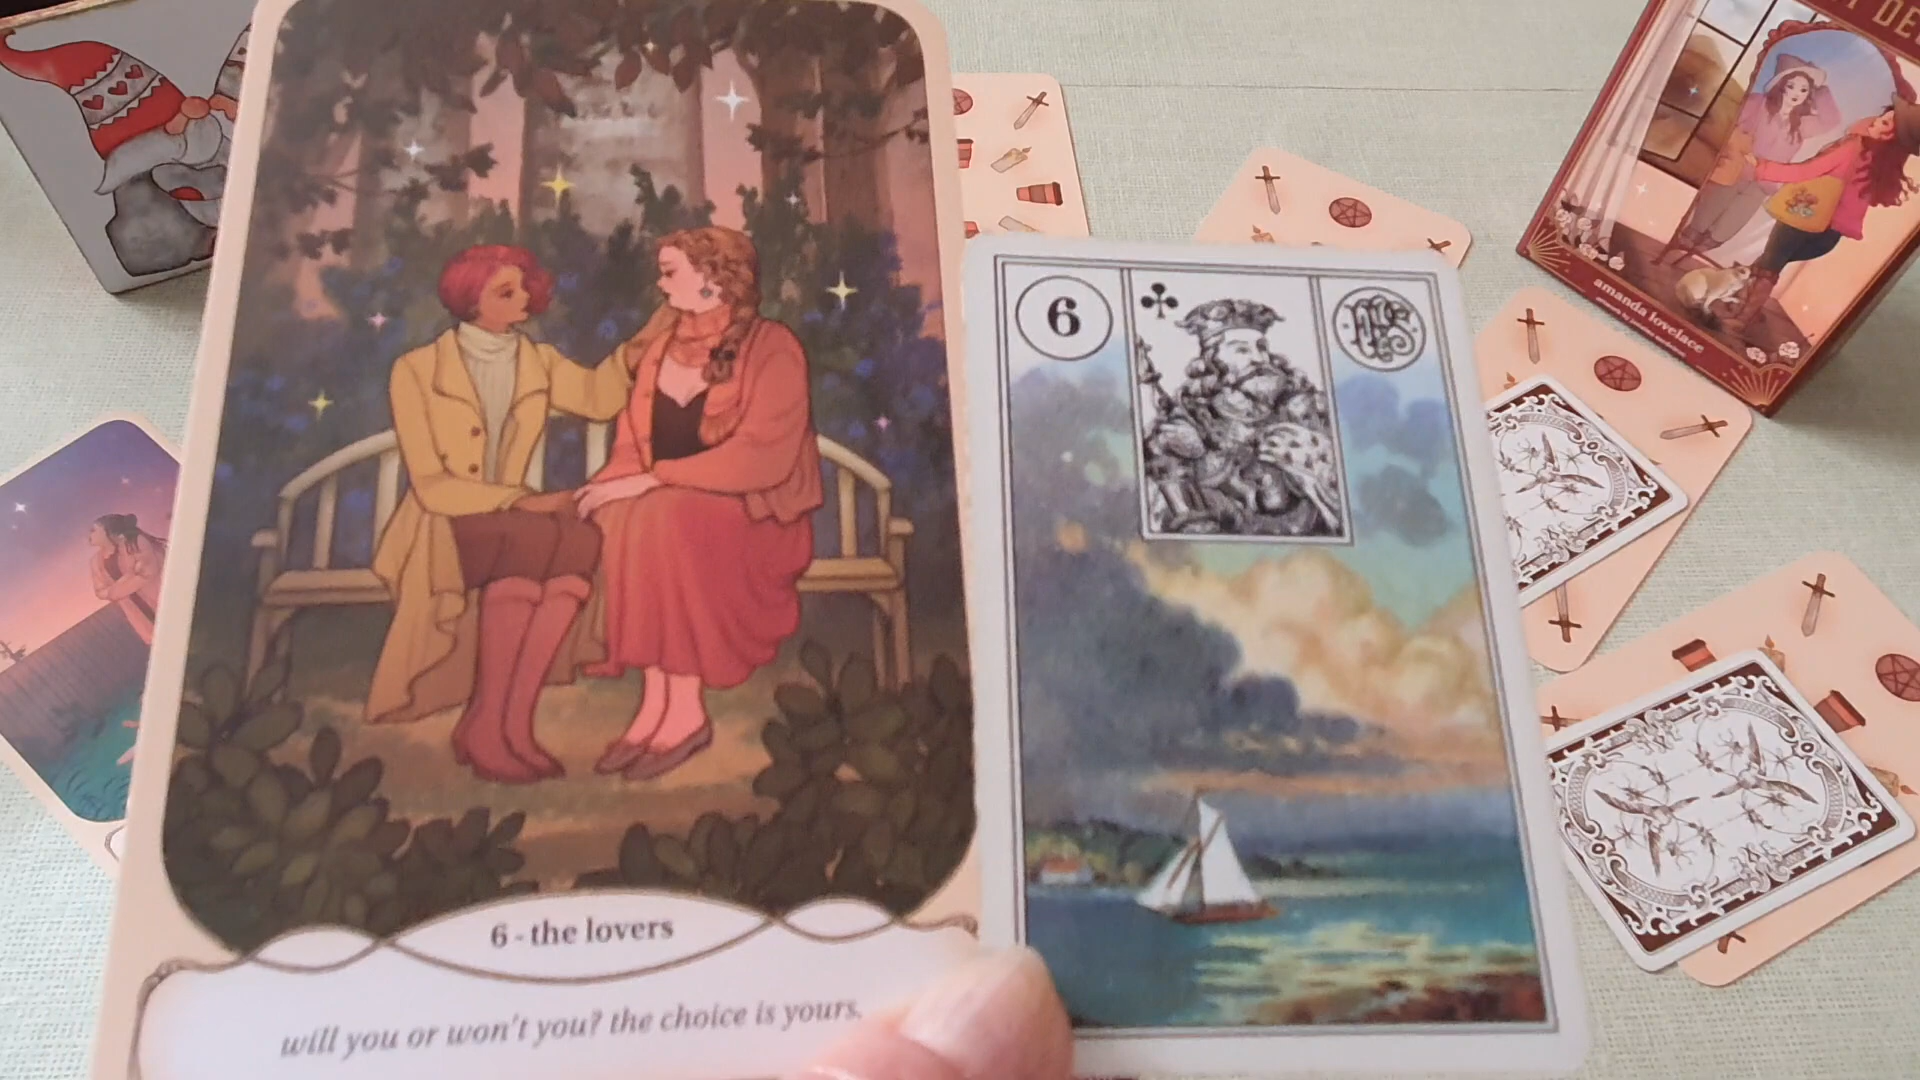 6 - the lovers
will you or won't you? the choice is yours.
6
amanda lovelace